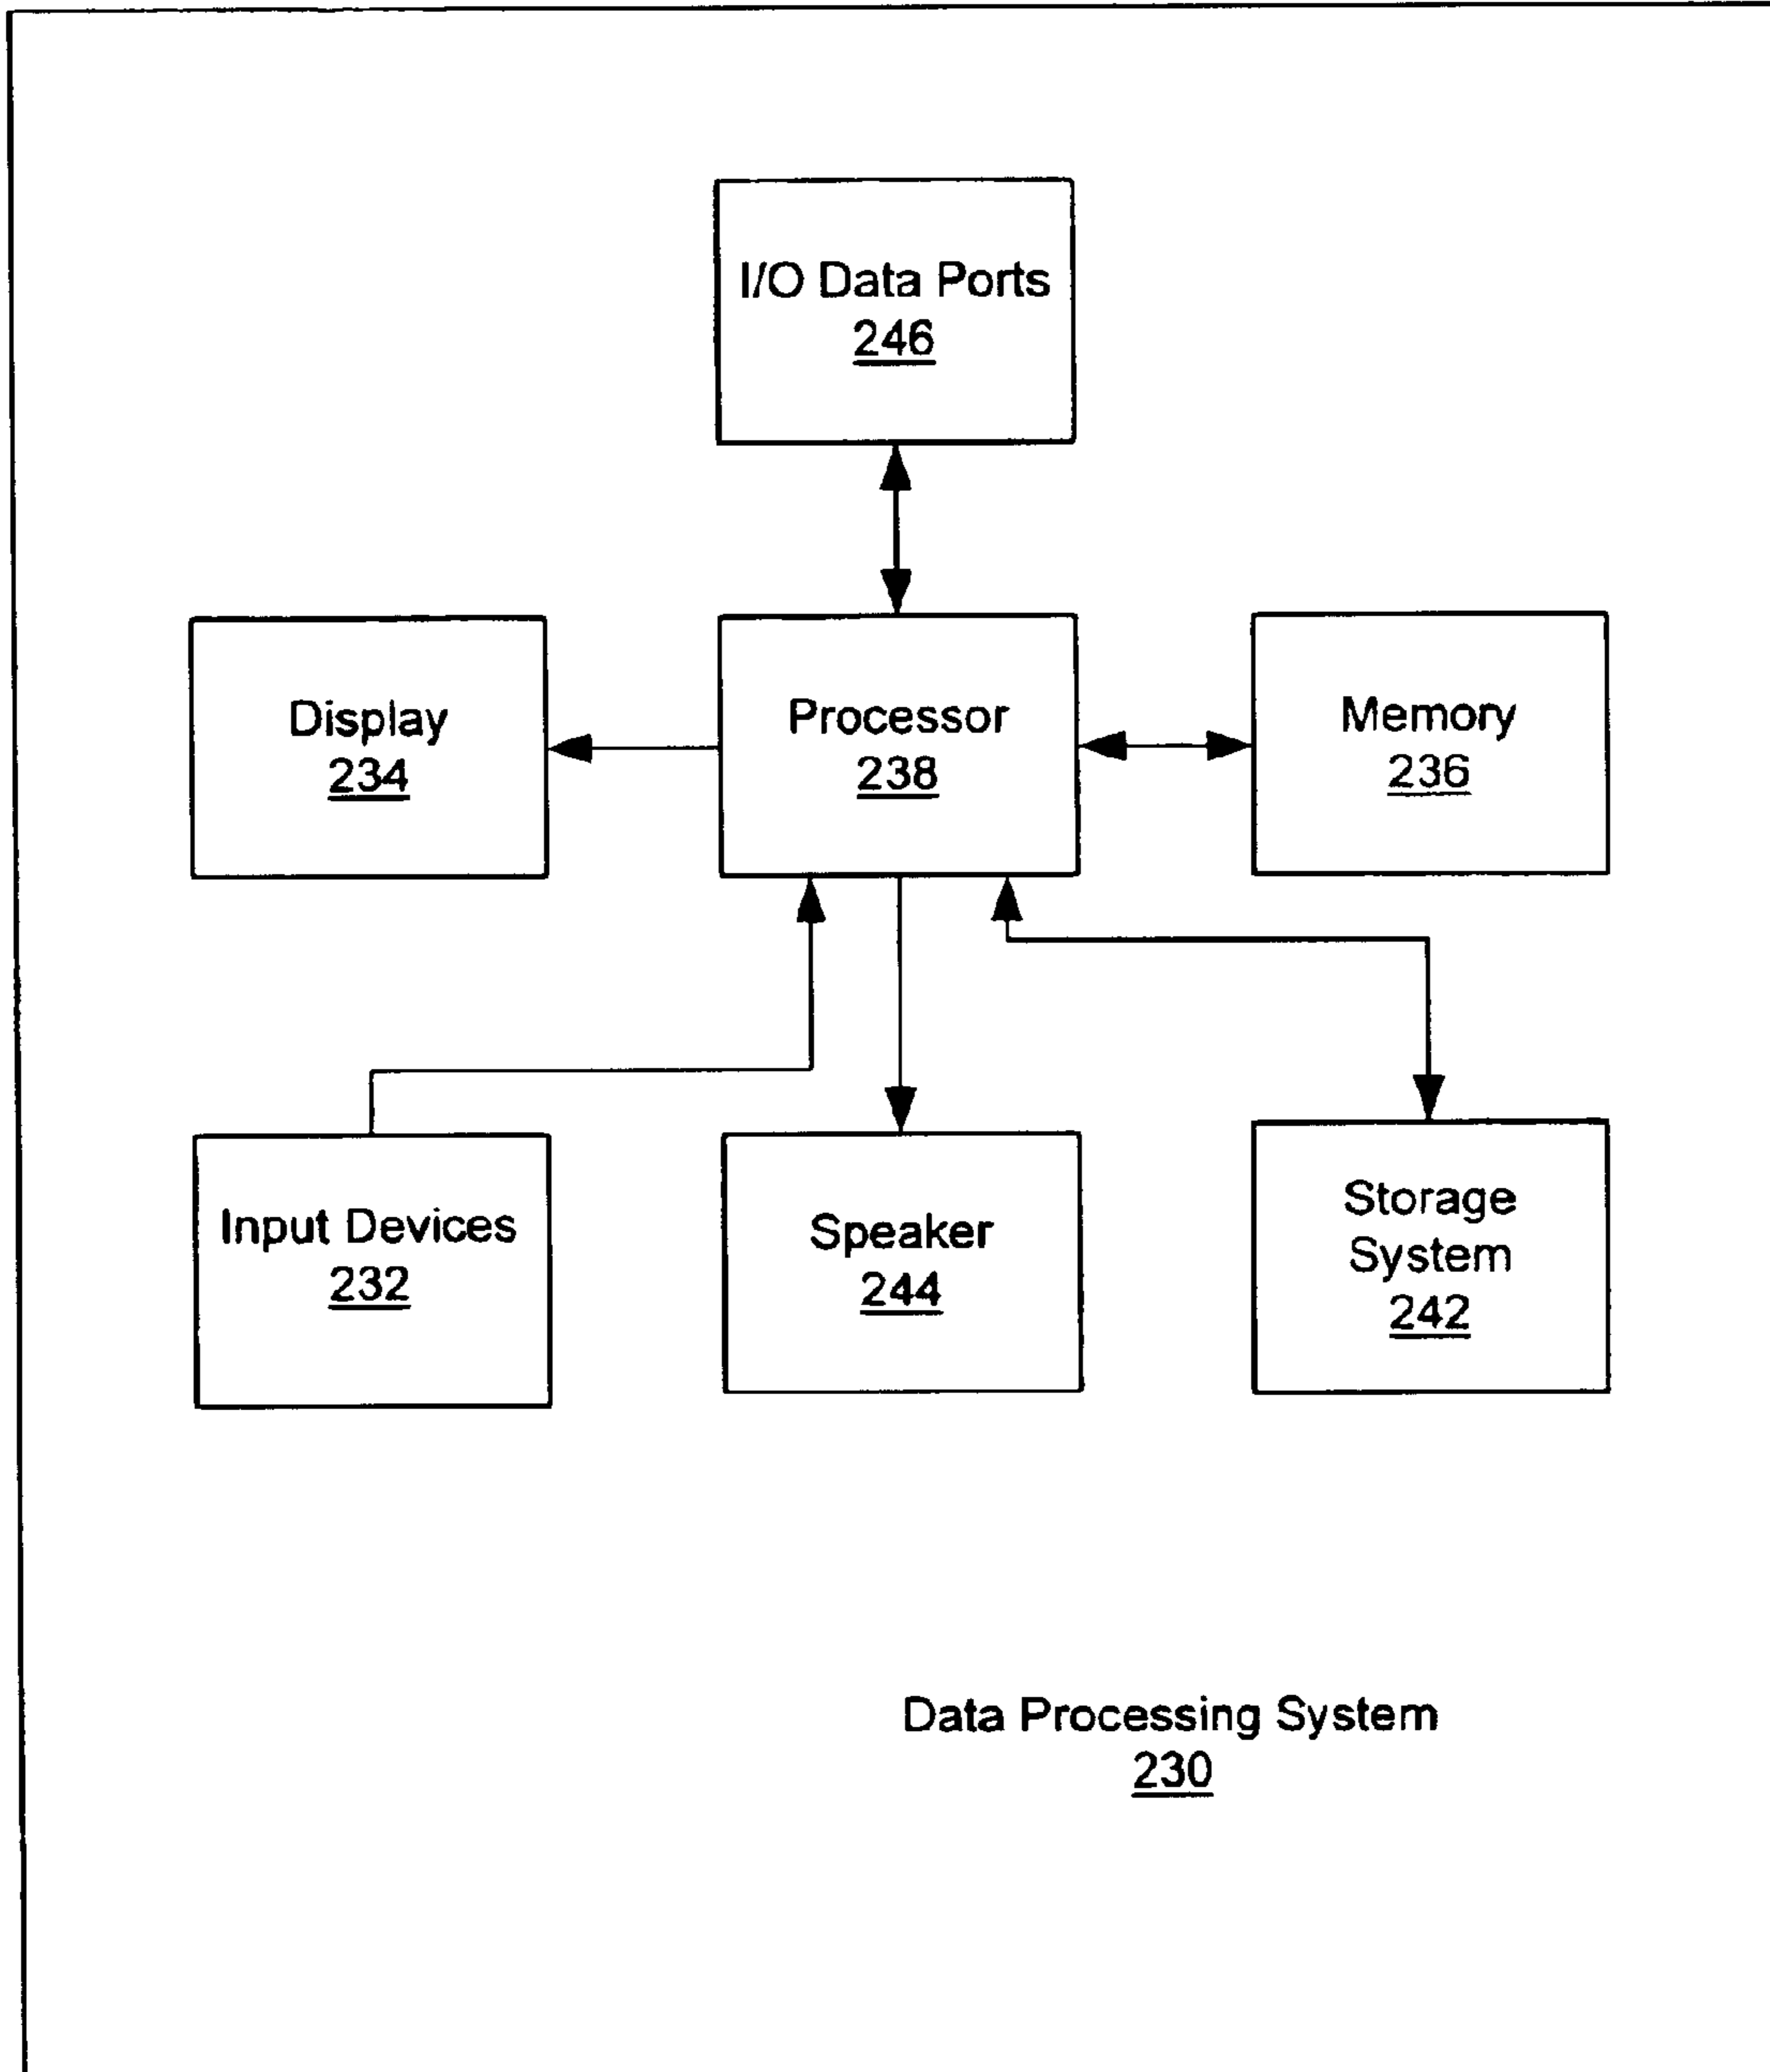 I/O Data Ports
246
Display
234
Processor
238
Memory
236
Input Devices
232
Speaker
244
Storage
System
242
Data Processing System
230